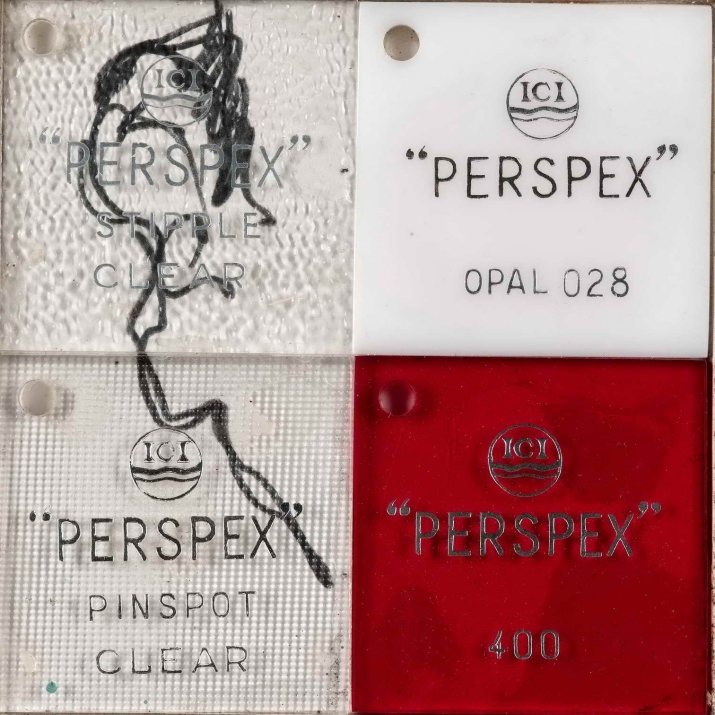 ICI
“PERSPEX”
STIPPLE
CLEAR
ICI
“PERSPEX”
OPAL 028
ICI
“PERSPEX”
PINSPOT
CLEAR
ICI
“PERSPEX”
400